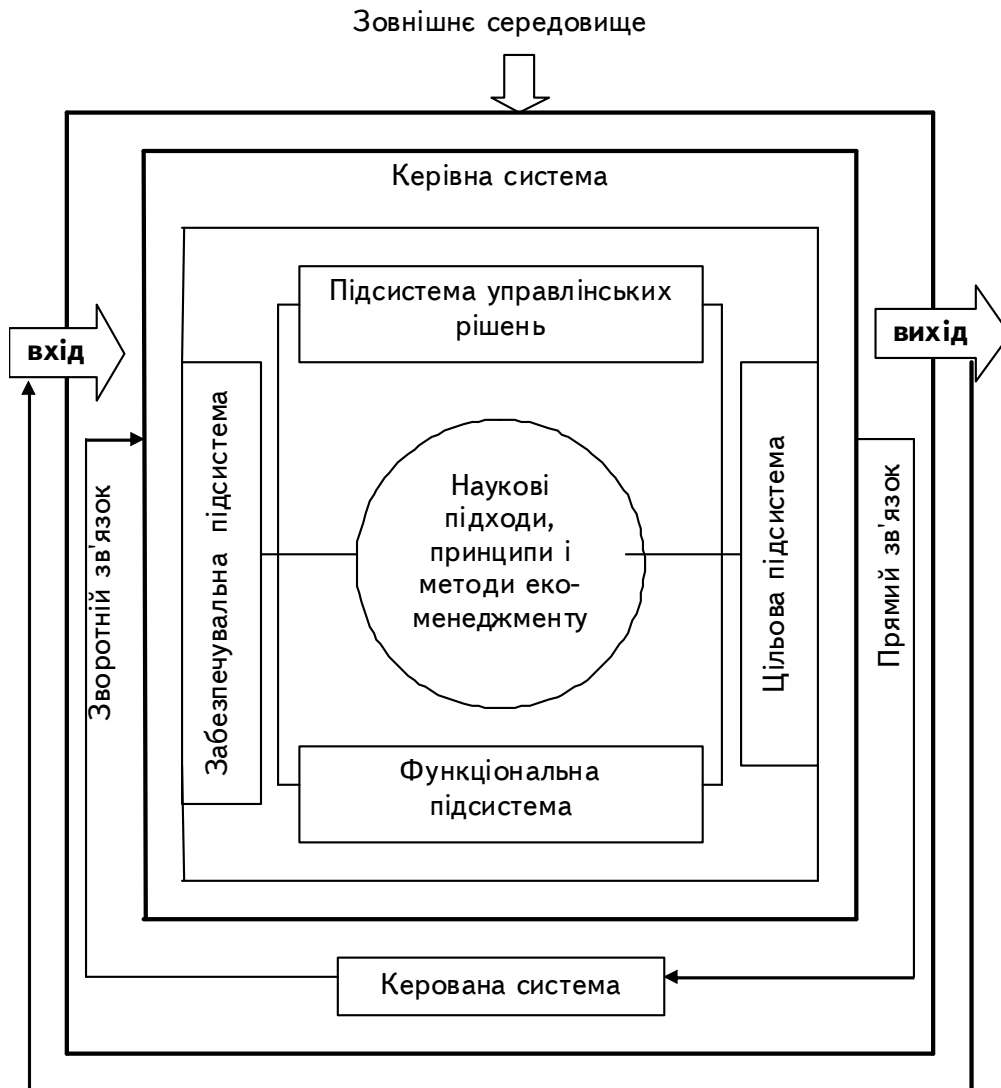 Зовнішнє середовище
Керівна система
Підсистема управлінських
рішень
вхід
вихід
Забезпечувальна підсистема
Наукові
підходи,
принципи і
методи еко-
менеджменту
Цільова підсистема
Зворотній зв'язок
Прямий зв'язок
Функціональна
підсистема
Керована система